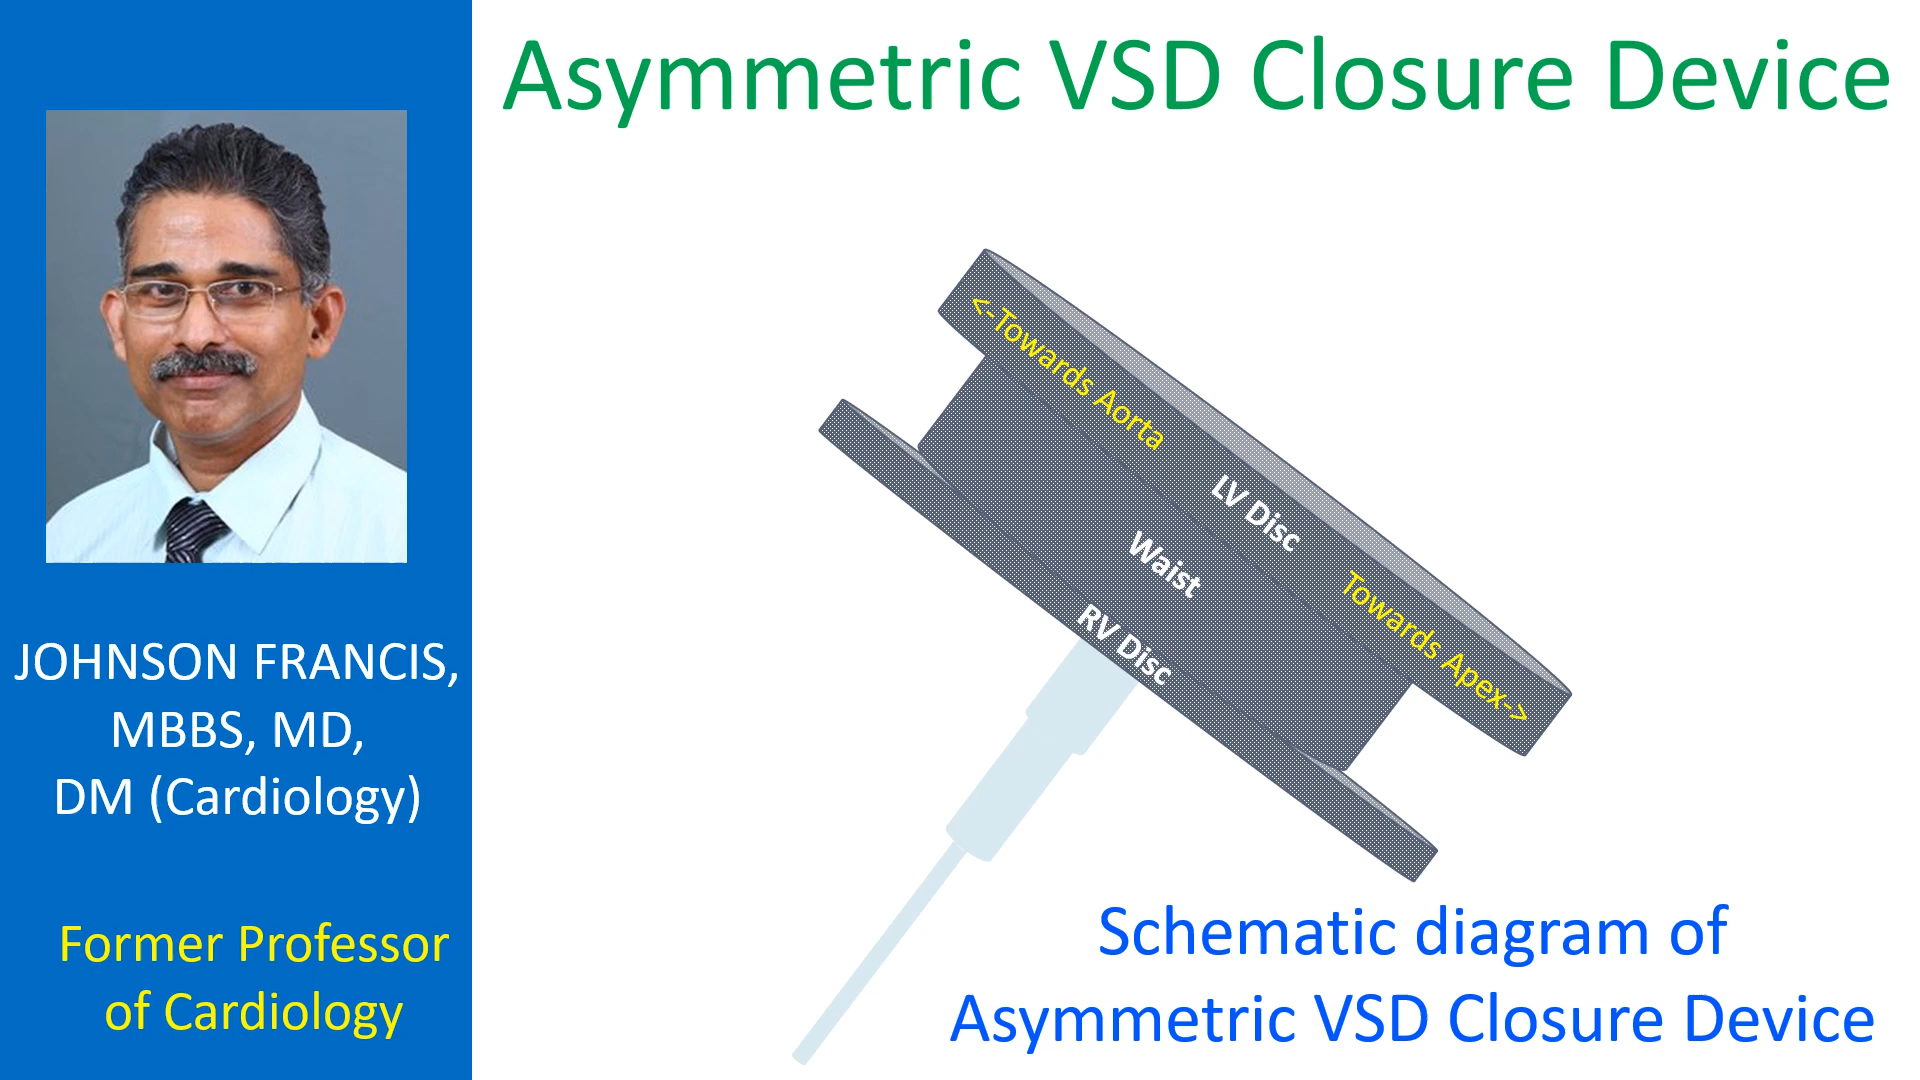 Asymmetric VSD Closure Device
JOHNSON FRANCIS,
MBBS, MD,
DM (Cardiology)
Former Professor
of Cardiology
<-Towards Aorta
LV Disc
Towards Apex->
Waist
RV Disc
Schematic diagram of
Asymmetric VSD Closure Device